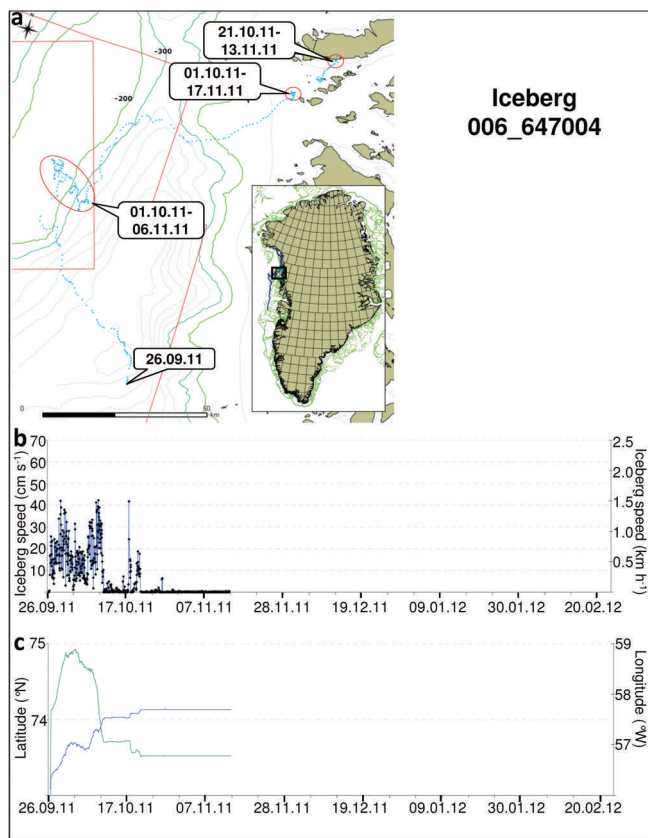 a
21.10.11-
13.11.11
-300
01.10.11-
17.11.11
-200
Iceberg
006_647004
01.10.11-
06.11.11
26.09.11
0
50
km
b
Iceberg speed (cm s⁻¹)
70
60
50
40
30
20
10
2.5
2.0
1.5
1.0
0.5
Iceberg speed (km h⁻¹)
26.09.11 17.10.11 07.11.11 28.11.11 19.12.11 09.01.12 30.01.12 20.02.12
c
Latitude (°N)
75
74
59
58
57
Longitude (°W)
26.09.11 17.10.11 07.11.11 28.11.11 19.12.11 09.01.12 30.01.12 20.02.12